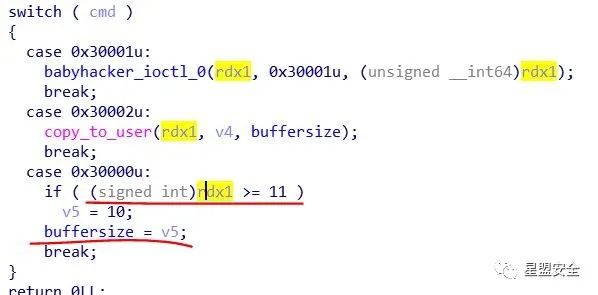 switch ( cmd )
{
case 0x30001u:
babyhacker_ioctl_0(rdx1, 0x30001u, (unsigned __int64)rdx1);
break;
case 0x30002u:
copy_to_user(rdx1, v4, buffersize);
break;
case 0x30000u:
if ( (signed int)rdx1 >= 11 )
v5 = 10;
buffersize = v5;
break;
}
return 0LL;
星盟安全